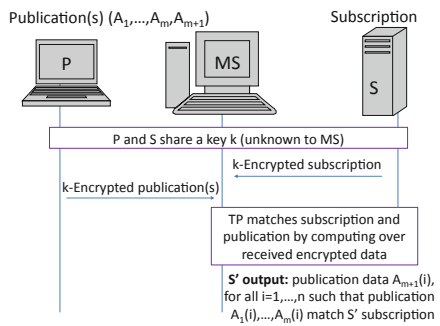 Publication(s) (A1,…,Am,Am+1)
Subscription
P
MS
S
P and S share a key k (unknown to MS)
k-Encrypted subscription
k-Encrypted publication(s)
TP matches subscription and
publication by computing over
received encrypted data
S' output: publication data Am+1(i),
for all i=1,…,n such that publication
A1(i),…,Am(i) match S' subscription